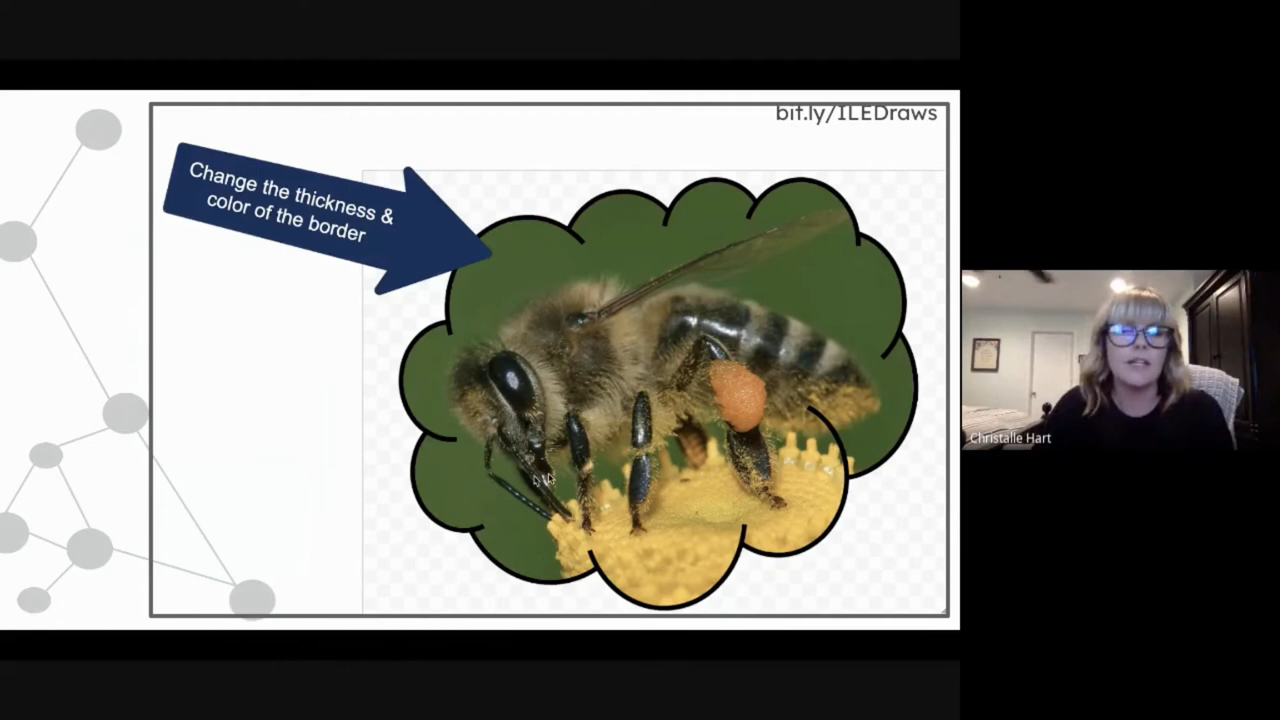 bit.ly/ILEDraws
Change the thickness &
color of the border
Christalle Hart